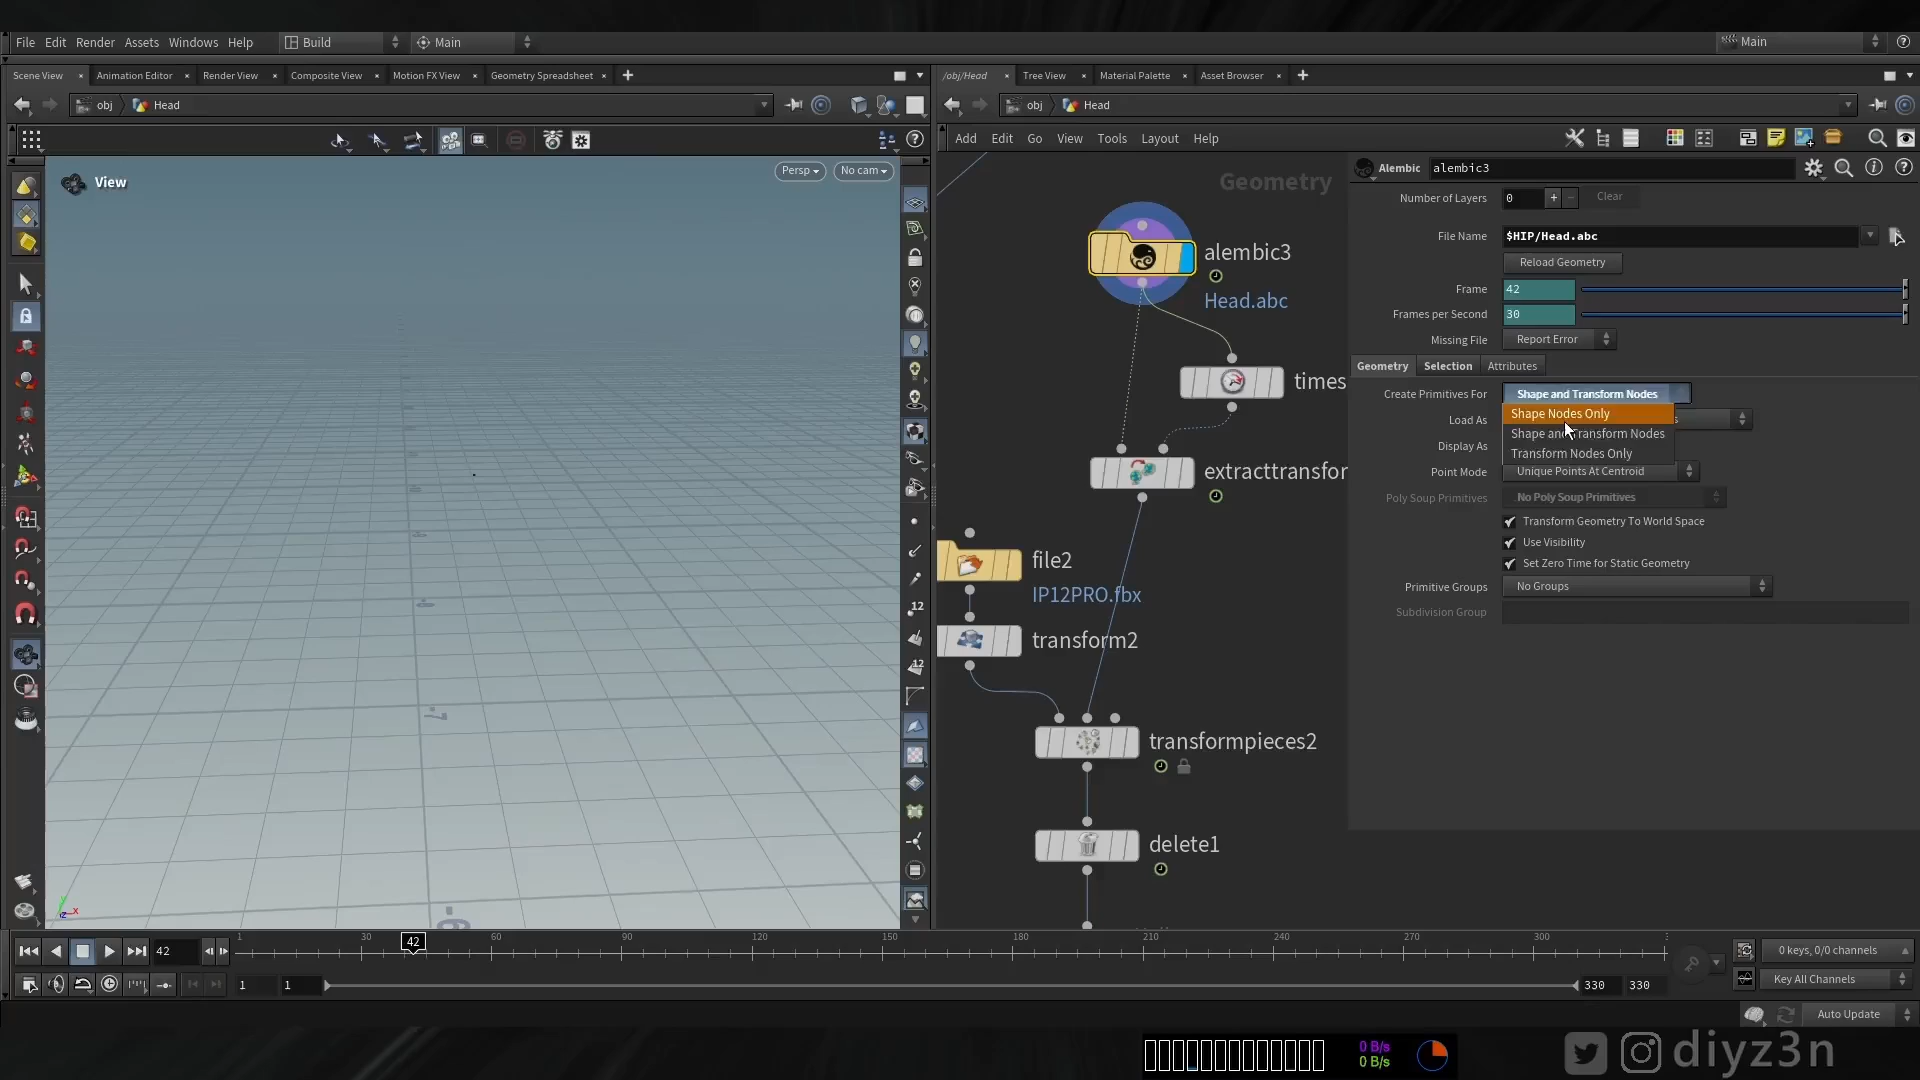 File Edit Render Assets Windows Help Build Main Main
Scene View × Animation Editor × Render View × Composite View × Motion FX View × Geometry Spreadsheet × +
/obj/Head × Tree View × Material Palette × Asset Browser × +
obj Head
obj Head
Add Edit Go View Tools Layout Help
View
Persp
No cam
12
12
Geometry
alembic3
Head.abc
times
extracttransfor
file2
IP12PRO.fbx
transform2
transformpieces2
delete1
Alembic alembic3
Number of Layers 0 + - Clear
File Name $HIP/Head.abc
Reload Geometry
Frame 42
Frames per Second 30
Missing File Report Error
Geometry Selection Attributes
Create Primitives For Shape and Transform Nodes
Shape Nodes Only
Load As
Shape and Transform Nodes
Display As
Transform Nodes Only
Point Mode Unique Points At Centroid
Poly Soup Primitives No Poly Soup Primitives
Transform Geometry To World Space
Use Visibility
Set Zero Time for Static Geometry
Primitive Groups No Groups
Subdivision Group
y x z
42
1 30 42 60 90 120 150 180 210 240 270 300
0 keys, 0/0 channels
1 1 330 330
Key All Channels
Auto Update
0 B/s
0 B/s
diyz3n